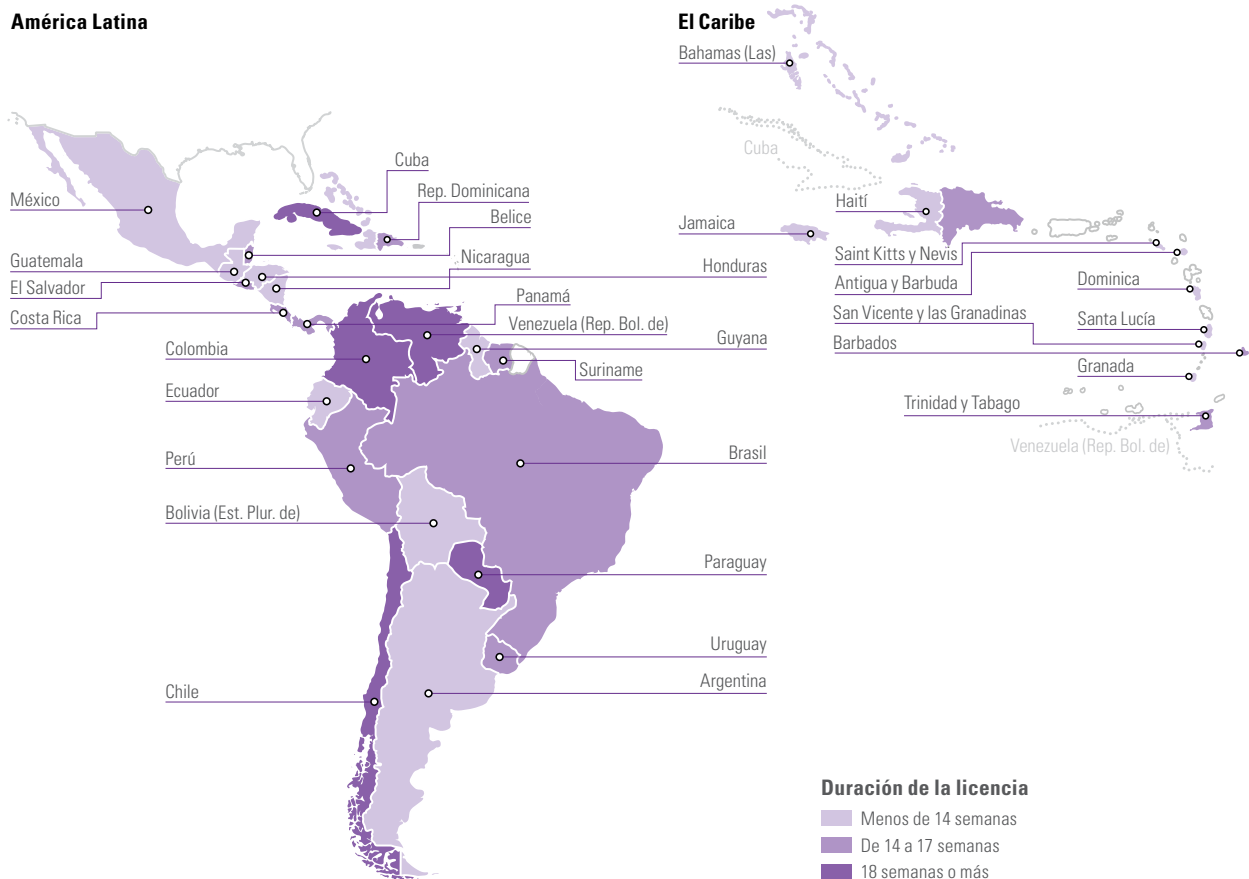 América Latina
El Caribe
Bahamas (Las)
Cuba
Cuba
Rep. Dominicana
México
Belice
Haití
Jamaica
Guatemala
Nicaragua
Honduras
Saint Kitts y Nevis
El Salvador
Antigua y Barbuda
Dominica
Costa Rica
Panamá
Venezuela (Rep. Bol. de)
San Vicente y las Granadinas
Santa Lucía
Colombia
Guyana
Barbados
Suriname
Granada
Ecuador
Trinidad y Tabago
Venezuela (Rep. Bol. de)
Perú
Brasil
Bolivia (Est. Plur. de)
Paraguay
Uruguay
Argentina
Chile
Duración de la licencia
Menos de 14 semanas
De 14 a 17 semanas
18 semanas o más